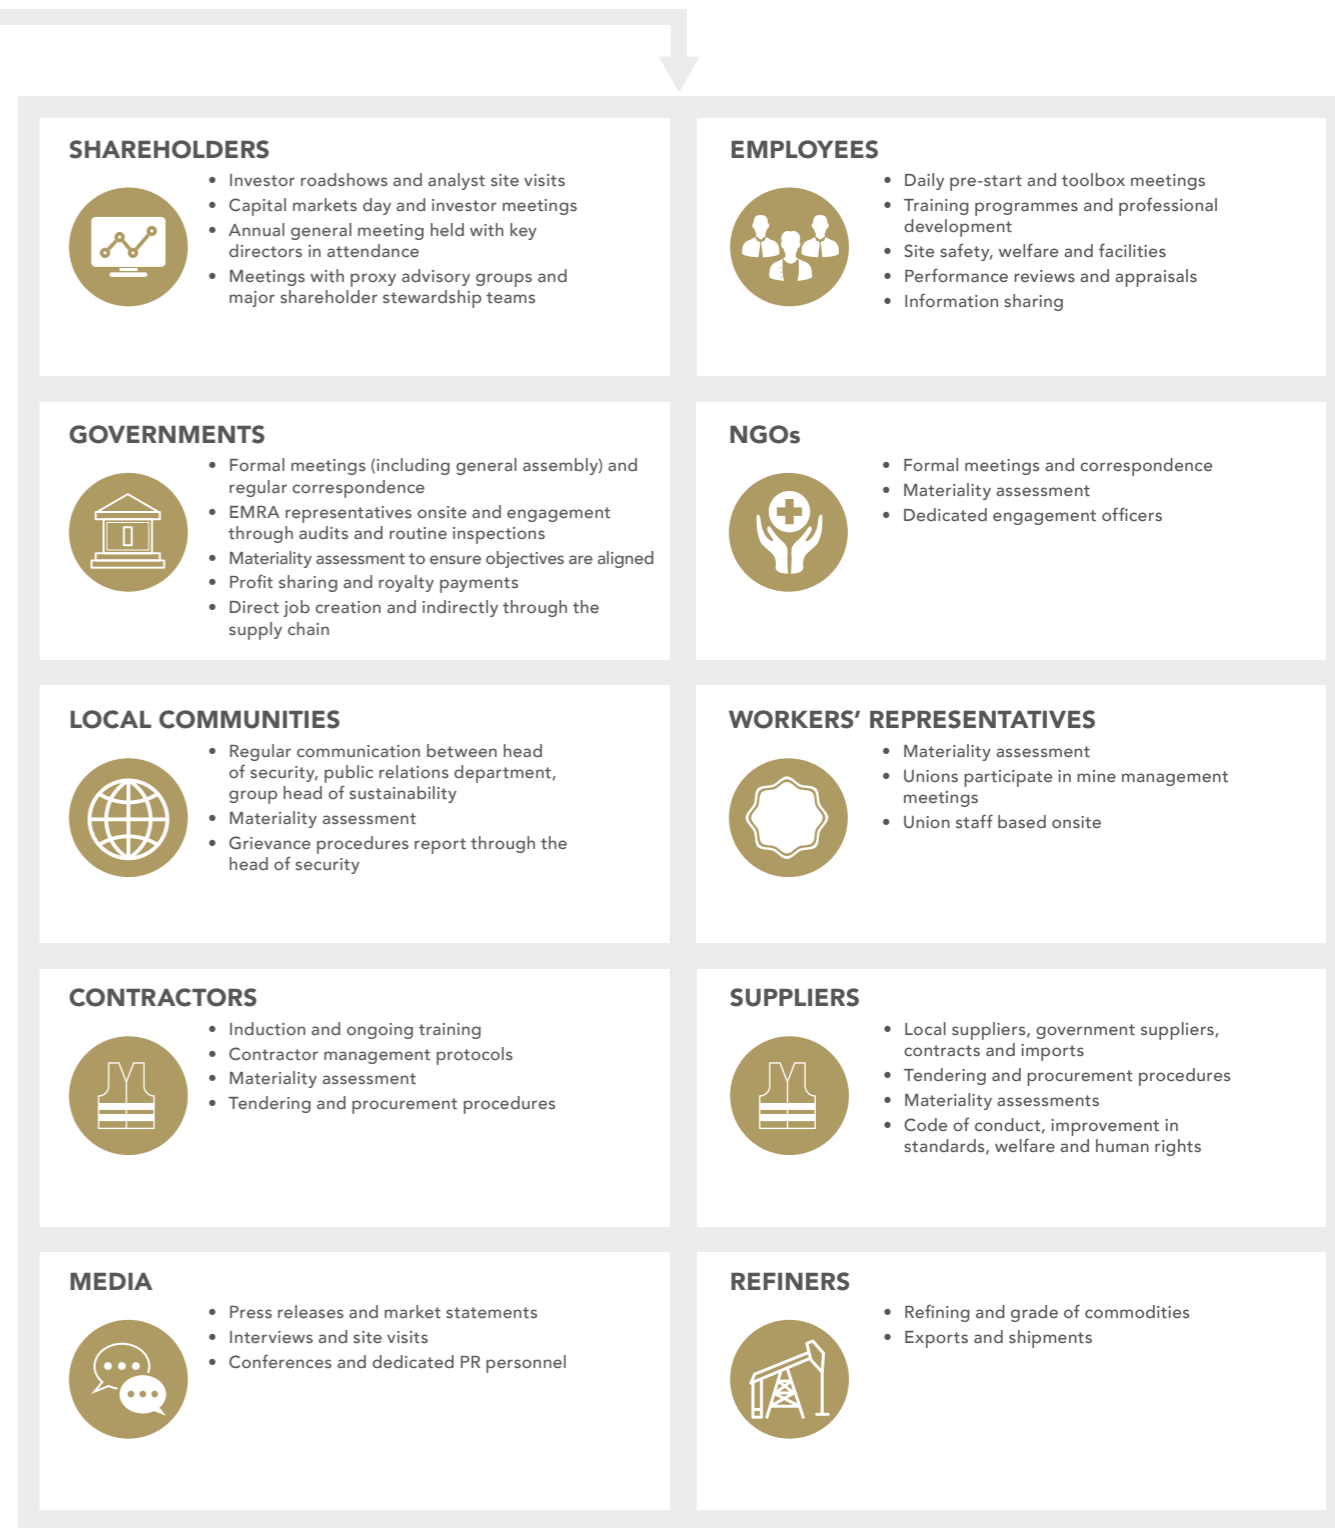 SHAREHOLDERS
• Investor roadshows and analyst site visits
• Capital markets day and investor meetings
• Annual general meeting held with key
directors in attendance
• Meetings with proxy advisory groups and
major shareholder stewardship teams
EMPLOYEES
• Daily pre-start and toolbox meetings
• Training programmes and professional
development
• Site safety, welfare and facilities
• Performance reviews and appraisals
• Information sharing
GOVERNMENTS
• Formal meetings (including general assembly) and
regular correspondence
• EMRA representatives onsite and engagement
through audits and routine inspections
• Materiality assessment to ensure objectives are aligned
• Profit sharing and royalty payments
• Direct job creation and indirectly through the
supply chain
NGOs
• Formal meetings and correspondence
• Materiality assessment
• Dedicated engagement officers
LOCAL COMMUNITIES
• Regular communication between head
of security, public relations department,
group head of sustainability
• Materiality assessment
• Grievance procedures report through the
head of security
WORKERS’ REPRESENTATIVES
• Materiality assessment
• Unions participate in mine management
meetings
• Union staff based onsite
CONTRACTORS
• Induction and ongoing training
• Contractor management protocols
• Materiality assessment
• Tendering and procurement procedures
SUPPLIERS
• Local suppliers, government suppliers,
contracts and imports
• Tendering and procurement procedures
• Materiality assessments
• Code of conduct, improvement in
standards, welfare and human rights
MEDIA
• Press releases and market statements
• Interviews and site visits
• Conferences and dedicated PR personnel
REFINERS
• Refining and grade of commodities
• Exports and shipments